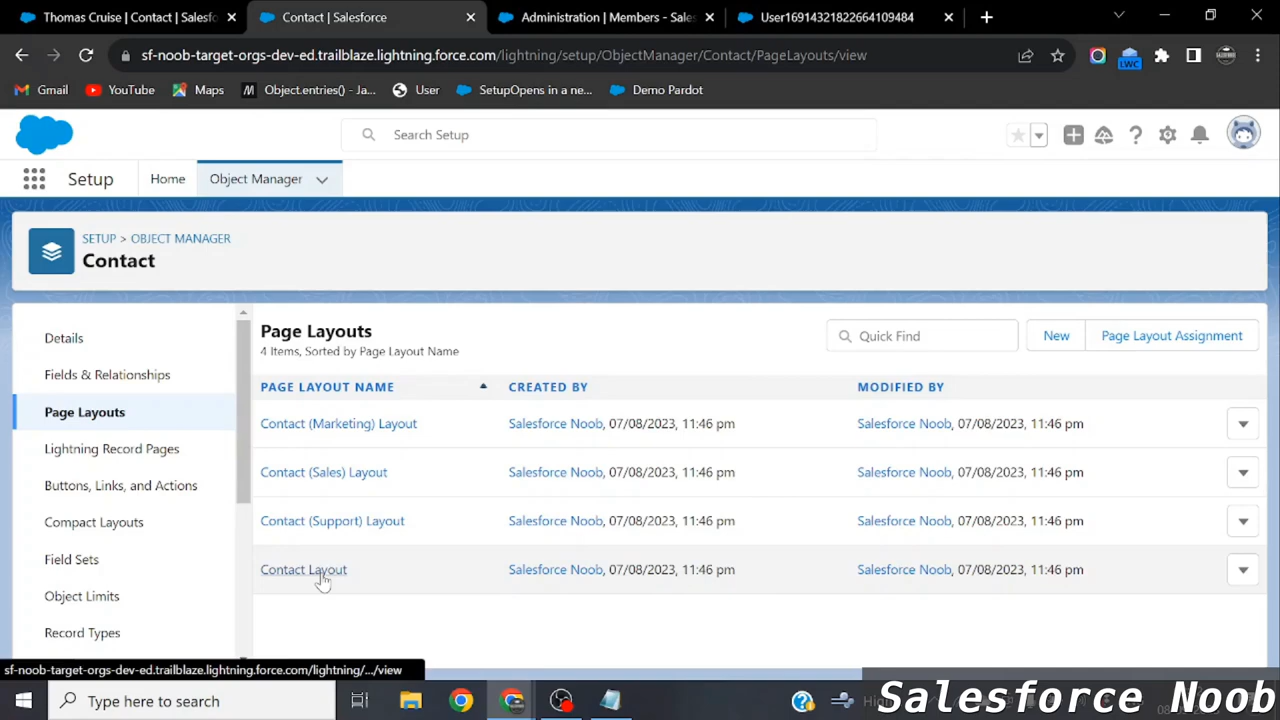 Thomas Cruise | Contact | Salesfo
Contact | Salesforce
Administration | Members - Sales
User16914321822664109484
sf-noob-target-orgs-dev-ed.trailblaze.lightning.force.com/lightning/setup/ObjectManager/Contact/PageLayouts/view
LWC
Gmail
YouTube
Maps
Object.entries() - Ja...
User
SetupOpens in a ne...
Demo Pardot
Search Setup
Setup
Home
Object Manager
SETUP > OBJECT MANAGER
Contact
Details
Fields & Relationships
Page Layouts
Lightning Record Pages
Buttons, Links, and Actions
Compact Layouts
Field Sets
Object Limits
Record Types
Page Layouts
4 Items, Sorted by Page Layout Name
Quick Find
New
Page Layout Assignment
PAGE LAYOUT NAME CREATED BY MODIFIED BY
Contact (Marketing) Layout Salesforce Noob, 07/08/2023, 11:46 pm Salesforce Noob, 07/08/2023, 11:46 pm
Contact (Sales) Layout Salesforce Noob, 07/08/2023, 11:46 pm Salesforce Noob, 07/08/2023, 11:46 pm
Contact (Support) Layout Salesforce Noob, 07/08/2023, 11:46 pm Salesforce Noob, 07/08/2023, 11:46 pm
Contact Layout Salesforce Noob, 07/08/2023, 11:46 pm Salesforce Noob, 07/08/2023, 11:46 pm
sf-noob-target-orgs-dev-ed.trailblaze.lightning.force.com/lightning/.../view
Type here to search
Salesforce Noob